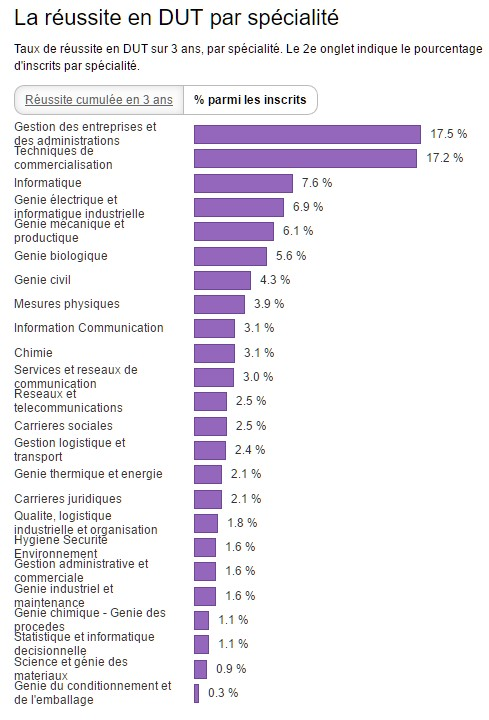 La réussite en DUT par spécialité
Taux de réussite en DUT sur 3 ans, par spécialité. Le 2e onglet indique le pourcentage
d'inscrits par spécialité.
Réussite cumulée en 3 ans % parmi les inscrits
Gestion des entreprises et
des administrations 17.5 %
Techniques de
commercialisation 17.2 %
Informatique 7.6 %
Genie électrique et
informatique industrielle 6.9 %
Genie mécanique et
productique 6.1 %
Genie biologique 5.6 %
Genie civil 4.3 %
Mesures physiques 3.9 %
Information Communication 3.1 %
Chimie 3.1 %
Services et reseaux de
communication 3.0 %
Reseaux et
telecommunications 2.5 %
Carrieres sociales 2.5 %
Gestion logistique et
transport 2.4 %
Genie thermique et energie 2.1 %
Carrieres juridiques 2.1 %
Qualite, logistique
industrielle et organisation 1.8 %
Hygiene Securité
Environnement 1.6 %
Gestion administrative et
commerciale 1.6 %
Genie industriel et
maintenance 1.6 %
Genie chimique - Genie des
procedes 1.1 %
Statistique et informatique
decisionnelle 1.1 %
Science et génie des
materiaux 0.9 %
Genie du conditionnement et
de l'emballage 0.3 %